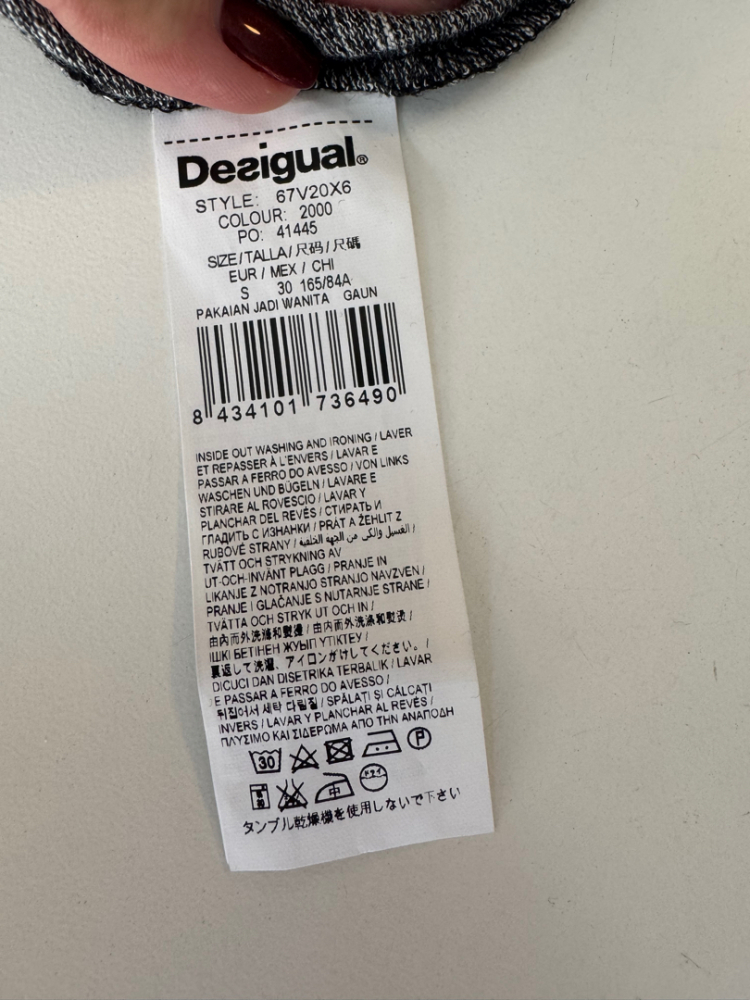 Desigual®
STYLE: 67V20X6
COLOUR: 2000
PO: 41445
SIZE/TALLA/尺码/尺碼
EUR / MEX / CHI
S 30 165/84A
PAKAIAN JADI WANITA GAUN
8 434101 736490
INSIDE OUT WASHING AND IRONING / LAVER
ET REPASSER À L'ENVERS / LAVAR E
PASSAR A FERRO DO AVESSO / VON LINKS
WASCHEN UND BÜGELN / LAVARE E
STIRARE AL ROVESCIO / LAVAR Y
PLANCHAR DEL REVÉS / СТИРАТЬ И
ГЛАДИТЬ С ИЗНАНКИ / PRÁT A ŽEHLIT Z
RUBOVÉ STRANY / الغسيل والكي من الجهة الخلفية /
TVÄTT OCH STRYKNING AV
UT-OCH-INVÄNT PLAGG / PRANJE IN
LIKANJE Z NOTRANJO STRANJO NAVZVEN /
PRANJE I GLAČANJE S NUTARNJE STRANE /
TVÄTTA OCH STRYK UT OCH IN /
由内而外洗涤和熨烫 / 由内而外洗滌和熨燙 /
ІШКІ БЕТІНЕН ЖУЫП ҮТІКТЕУ /
裏返して洗濯、アイロンがけしてください。 /
DICUCI DAN DISETRIKA TERBALIK / LAVAR
E PASSAR A FERRO DO AVESSO /
뒤집어서 세탁 다림질 / SPĂLAȚI ȘI CĂLCAȚI
INVERS / LAVAR Y PLANCHAR AL REVÉS /
ΠΛΥΣΙΜΟ ΚΑΙ ΣΙΔΕΡΩΜΑ ΑΠΟ ΤΗΝ ΑΝΑΠΟΔΗ
30 P
中 ドライ
タンブル乾燥機を使用しないで下さい